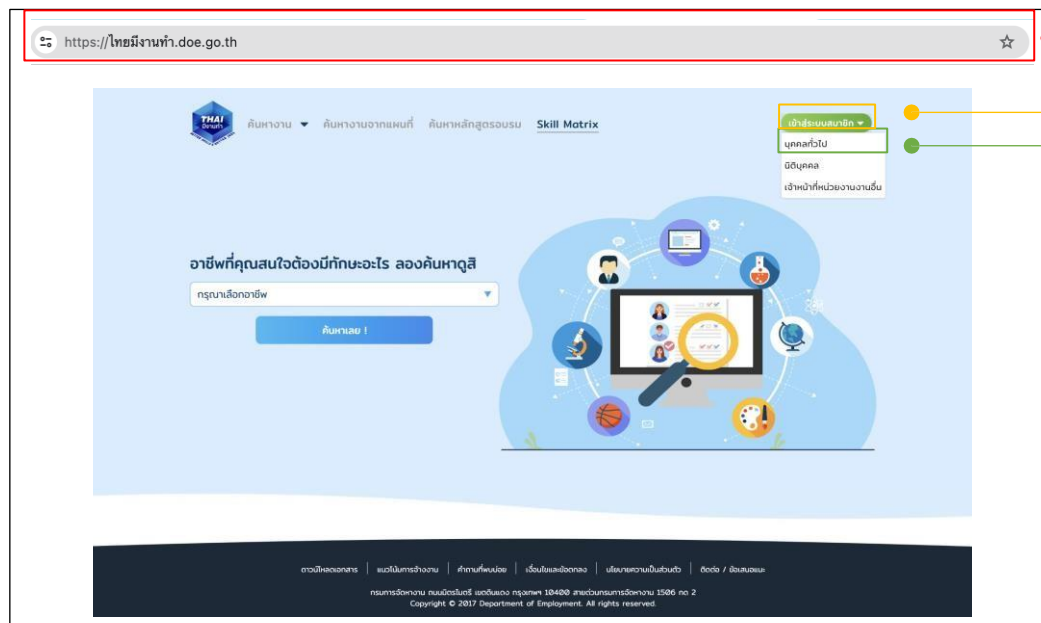 https://ไทยมีงานทำ.doe.go.th
THAI
มีงานทำ
ค้นหางาน ค้นหางานจากแผนที่ ค้นหาหลักสูตรอบรม Skill Matrix
เข้าสู่ระบบสมาชิก
บุคคลทั่วไป
นิติบุคคล
เจ้าหน้าที่หน่วยงานงานอื่น
อาชีพที่คุณสนใจต้องมีทักษะอะไร ลองค้นหาดูสิ
กรุณาเลือกอาชีพ
ค้นหาเลย !
ดาวน์โหลดเอกสาร | แนวโน้มการจ้างงาน | คำถามที่พบบ่อย | เงื่อนไขและข้อตกลง | นโยบายความเป็นส่วนตัว | ติดต่อ / ข้อเสนอแนะ
กรมการจัดหางาน ถนนมิตรไมตรี เขตดินแดง กรุงเทพฯ 10400 สายด่วนกรมการจัดหางาน 1506 กด 2
Copyright © 2017 Department of Employment. All rights reserved.